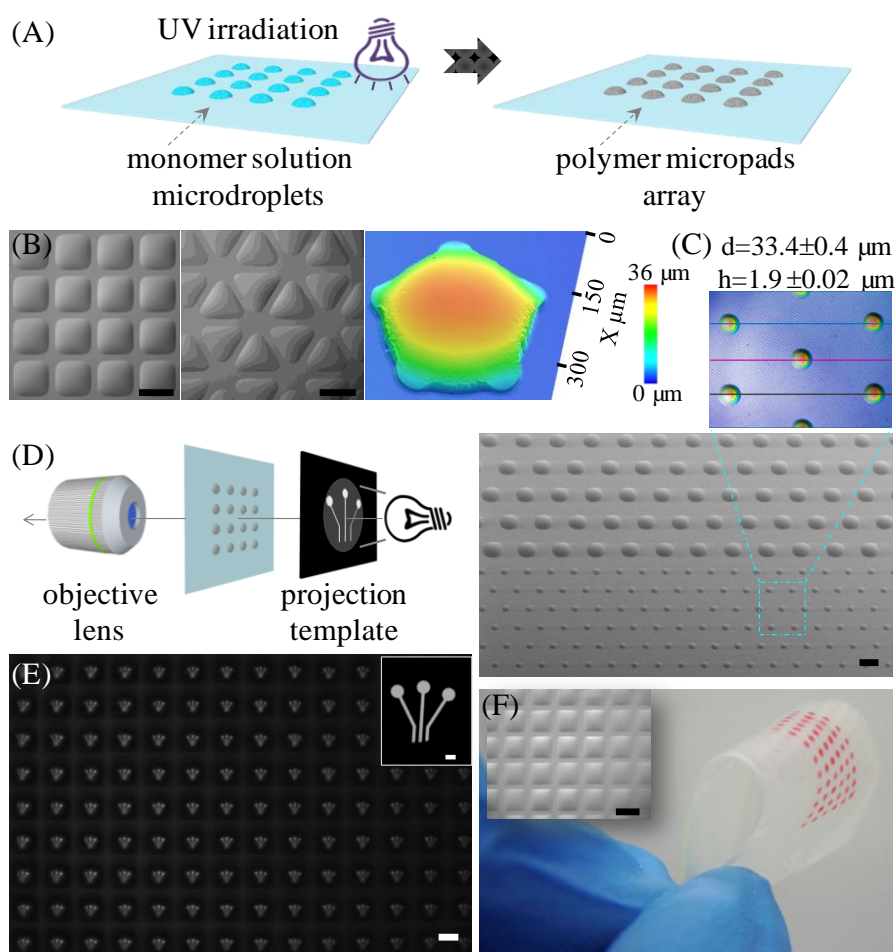 (A)
UV irradiation
monomer solution
microdroplets
polymer micropads
array
(B)
0
150
300
X μm
36 μm
0 μm
(C)
d=33.4±0.4 μm
h=1.9±0.02 μm
(D)
objective
lens
projection
template
(E)
(F)